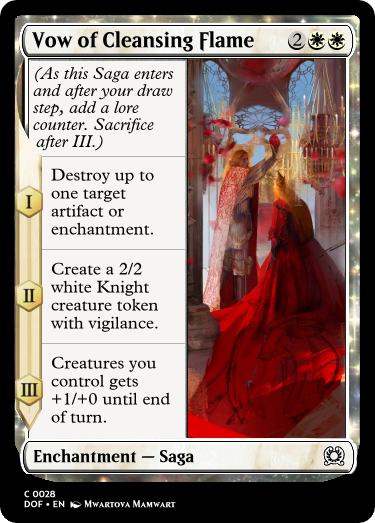 Vow of Cleansing Flame 2
(As this Saga enters
and after your draw
step, add a lore
counter. Sacrifice
after III.)
I
Destroy up to
one target
artifact or
enchantment.
II
Create a 2/2
white Knight
creature token
with vigilance.
III
Creatures you
control gets
+1/+0 until end
of turn.
Enchantment — Saga
C 0028
DOF • EN Mwartova Mamwart